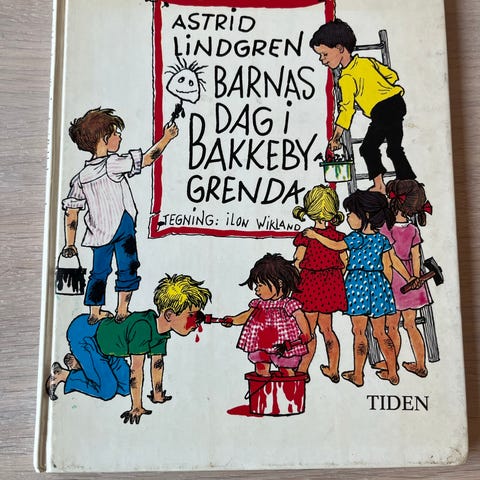 ASTRID
LINDGREN
BARNAS
DAG i
BAKKEBY-
GRENDA
TEGNING: iLON WiKLAND
TIDEN